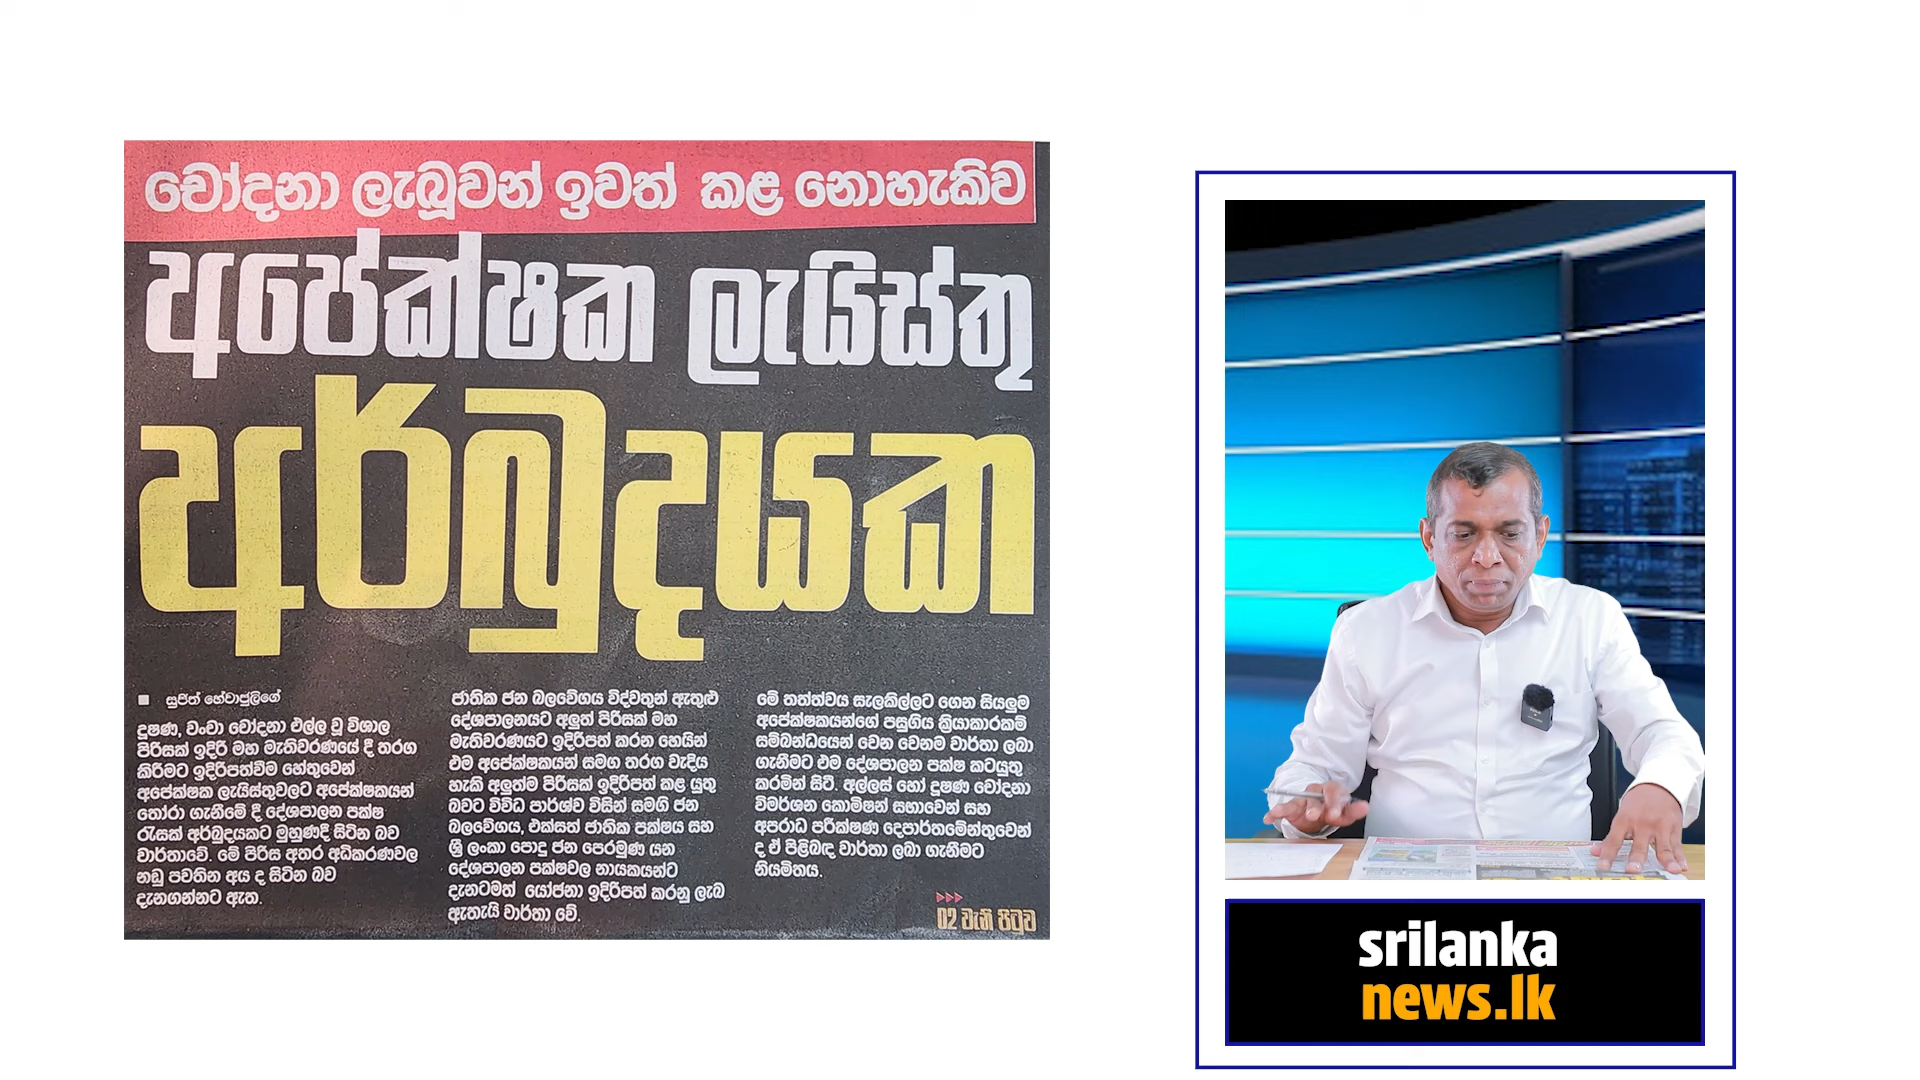 චෝදනා ලැබූවන් ඉවත් කළ නොහැකිව
අපේක්ෂක ලැයිස්තු
අර්බුදයක
■ සුජිත් හේවාජුලිගේ
දූෂණ, වංචා චෝදනා එල්ල වූ විශාල
පිරිසක් ඉදිරි මහ මැතිවරණයේ දී තරග
කිරීමට ඉදිරිපත්වීම හේතුවෙන්
අපේක්ෂක ලැයිස්තුවලට අපේක්ෂකයන්
තෝරා ගැනීමේ දී දේශපාලන පක්ෂ
රැසක් අර්බුදයකට මුහුණදී සිටින බව
වාර්තාවේ. මේ පිරිස අතර අධිකරණවල
නඩු පවතින අය ද සිටින බව
දැනගන්නට ඇත.
ජාතික ජන බලවේගය විද්වතුන් ඇතුළු
දේශපාලනයට අලුත් පිරිසක් මහ
මැතිවරණයට ඉදිරිපත් කරන හෙයින්
එම අපේක්ෂකයන් සමග තරග වැදිය
හැකි අලුත්ම පිරිසක් ඉදිරිපත් කළ යුතු
බවට විවිධ පාර්ශ්ව විසින් සමගි ජන
බලවේගය, එක්සත් ජාතික පක්ෂය සහ
ශ්‍රී ලංකා පොදු ජන පෙරමුණ යන
දේශපාලන පක්ෂවල නායකයන්ට
දැනටමත් යෝජනා ඉදිරිපත් කරනු ලැබ
ඇතැයි වාර්තා වේ.
මේ තත්ත්වය සැලකිල්ලට ගෙන සියලුම
අපේක්ෂකයන්ගේ පසුගිය ක්‍රියාකාරකම්
සම්බන්ධයෙන් වෙන වෙනම වාර්තා ලබා
ගැනීමට එම දේශපාලන පක්ෂ කටයුතු
කරමින් සිටී. අල්ලස් හෝ දූෂණ චෝදනා
විමර්ශන කොමිෂන් සභාවෙන් සහ
අපරාධ පරීක්ෂණ දෙපාර්තමේන්තුවෙන්
ද ඒ පිළිබඳ වාර්තා ලබා ගැනීමට
නියමිතය.
02 වැනි පිටුව
srilanka
news.lk